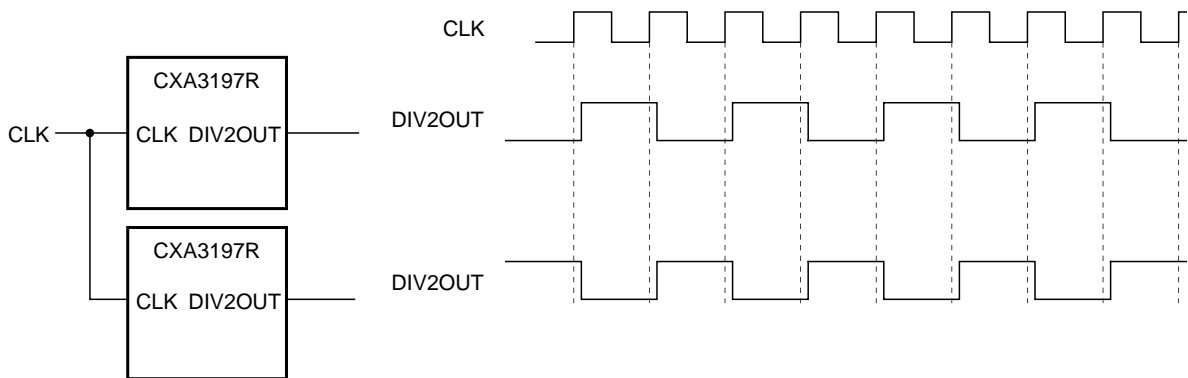 CLK
CXA3197R
CLK DIV2OUT
CXA3197R
CLK DIV2OUT
CLK
DIV2OUT
DIV2OUT